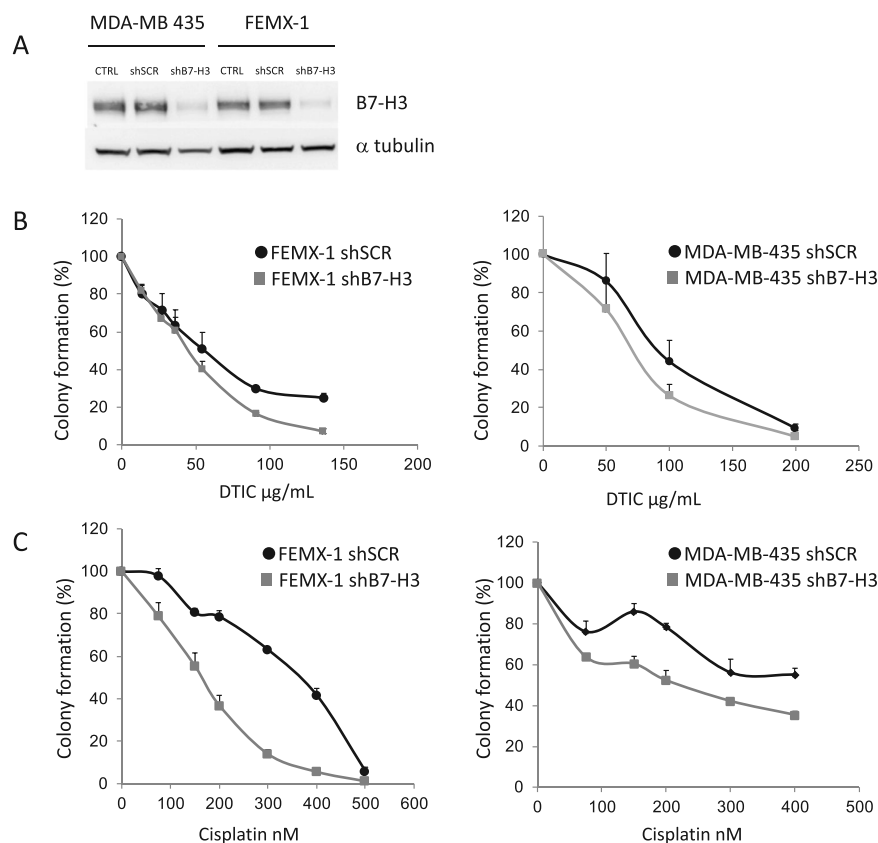 MDA-MB 435 FEMX-1
A
CTRL shSCR shB7-H3 CTRL shSCR shB7-H3
B7-H3
α tubulin
B
120
100
80
60
40
20
0
Colony formation (%)
FEMX-1 shSCR
FEMX-1 shB7-H3
0 50 100 150 200
DTIC µg/mL
120
100
80
60
40
20
0
Colony formation (%)
MDA-MB-435 shSCR
MDA-MB-435 shB7-H3
0 50 100 150 200 250
DTIC µg/mL
C
120
100
80
60
40
20
0
Colony formation (%)
FEMX-1 shSCR
FEMX-1 shB7-H3
0 100 200 300 400 500 600
Cisplatin nM
120
100
80
60
40
20
0
Colony formation (%)
MDA-MB-435 shSCR
MDA-MB-435 shB7-H3
0 100 200 300 400 500
Cisplatin nM